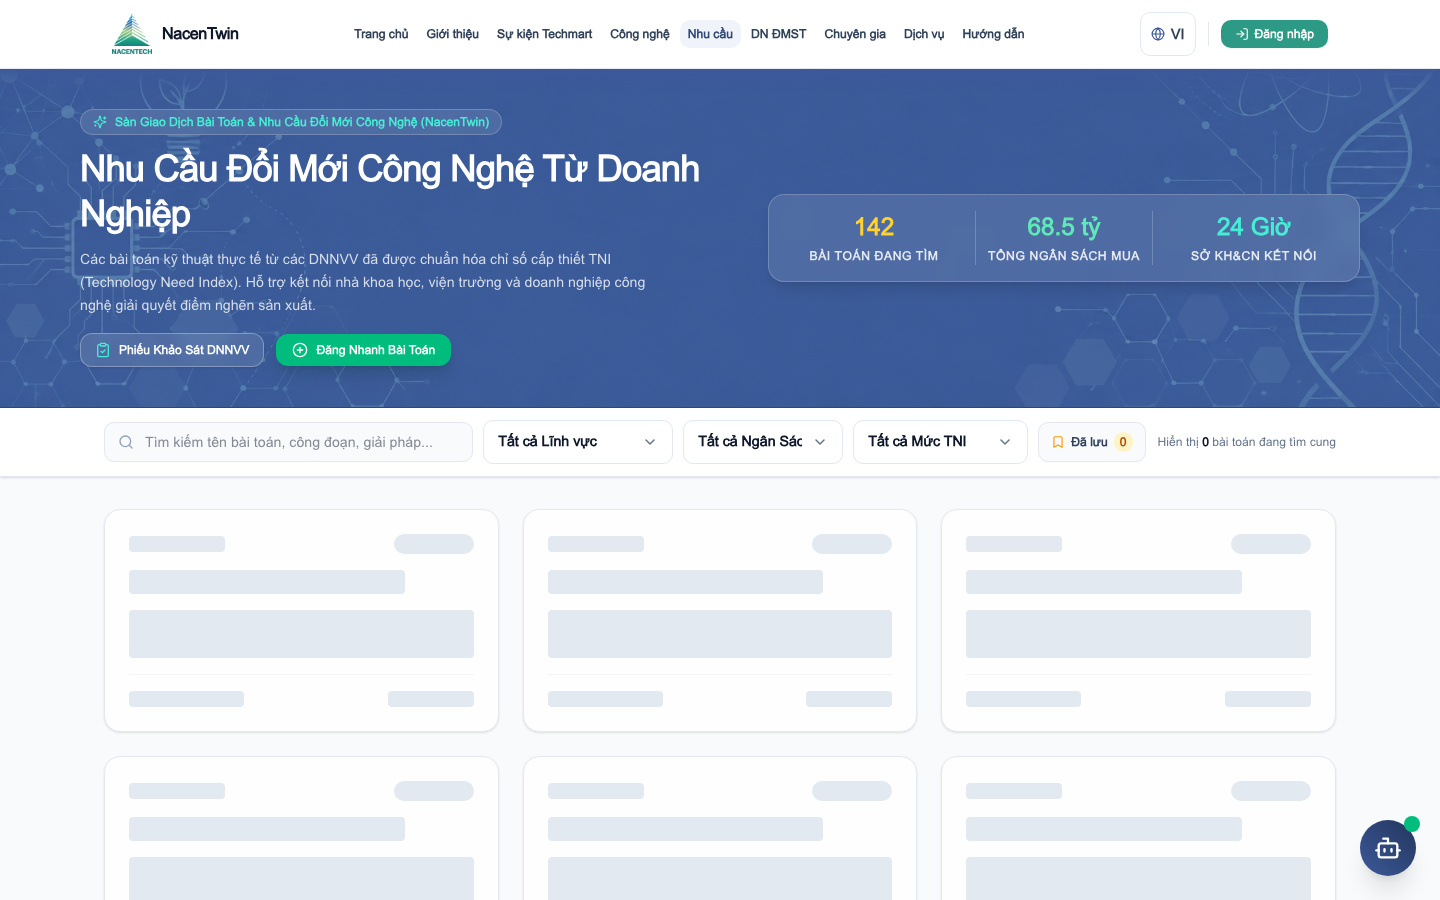 NACENTECH
NacenTwin
Trang chủ
Giới thiệu
Sự kiện Techmart
Công nghệ
Nhu cầu
DN ĐMST
Chuyên gia
Dịch vụ
Hướng dẫn
VI
Đăng nhập
Sàn Giao Dịch Bài Toán & Nhu Cầu Đổi Mới Công Nghệ (NacenTwin)
Nhu Cầu Đổi Mới Công Nghệ Từ Doanh
Nghiệp
Các bài toán kỹ thuật thực tế từ các DNNVV đã được chuẩn hóa chỉ số cấp thiết TNI
(Technology Need Index). Hỗ trợ kết nối nhà khoa học, viện trường và doanh nghiệp công
nghệ giải quyết điểm nghẽn sản xuất.
Phiếu Khảo Sát DNNVV
Đăng Nhanh Bài Toán
142
BÀI TOÁN ĐANG TÌM
68.5 tỷ
TỔNG NGÂN SÁCH MUA
24 Giờ
SỞ KH&CN KẾT NỐI
Tìm kiếm tên bài toán, công đoạn, giải pháp...
Tất cả Lĩnh vực
Tất cả Ngân Sác
Tất cả Mức TNI
Đã lưu 0
Hiển thị 0 bài toán đang tìm cung